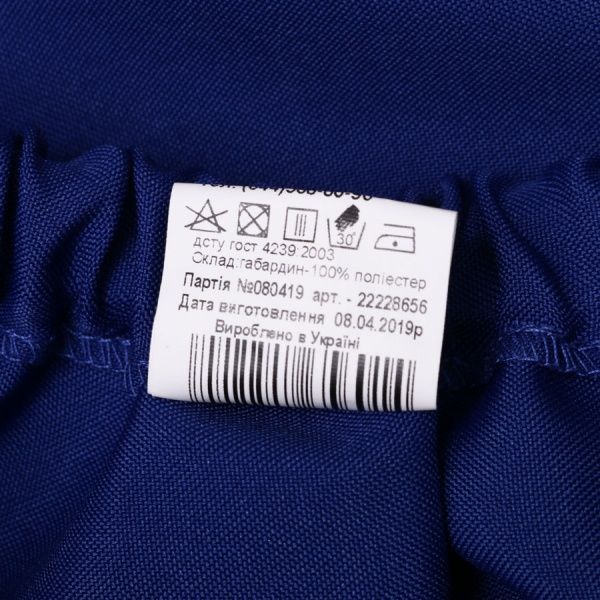 30°
дсту гост 4239:2003
Склад:габардин-100% поліестер
Партія №080419 арт. - 22228656
Дата виготовлення 08.04.2019р
Вироблено в Україні